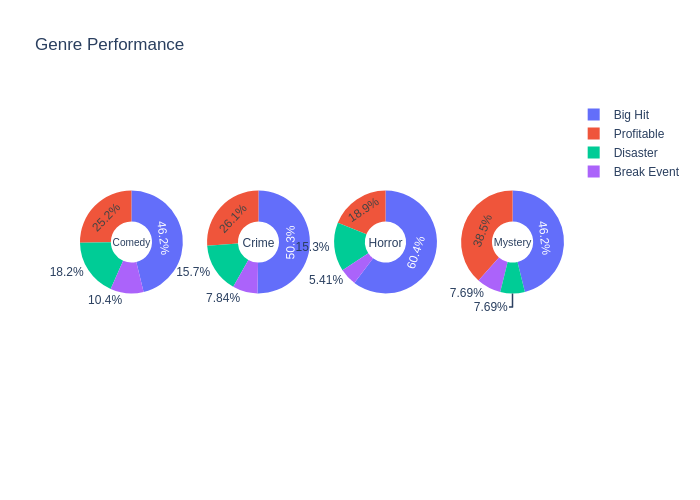 Genre Performance
Big Hit
Profitable
Disaster
Break Event
25.2%
46.2%
Comedy
18.2%
10.4%
26.1%
50.3%
Crime
15.7%
7.84%
18.9%
60.4%
Horror
15.3%
5.41%
38.5%
46.2%
Mystery
7.69%
7.69%